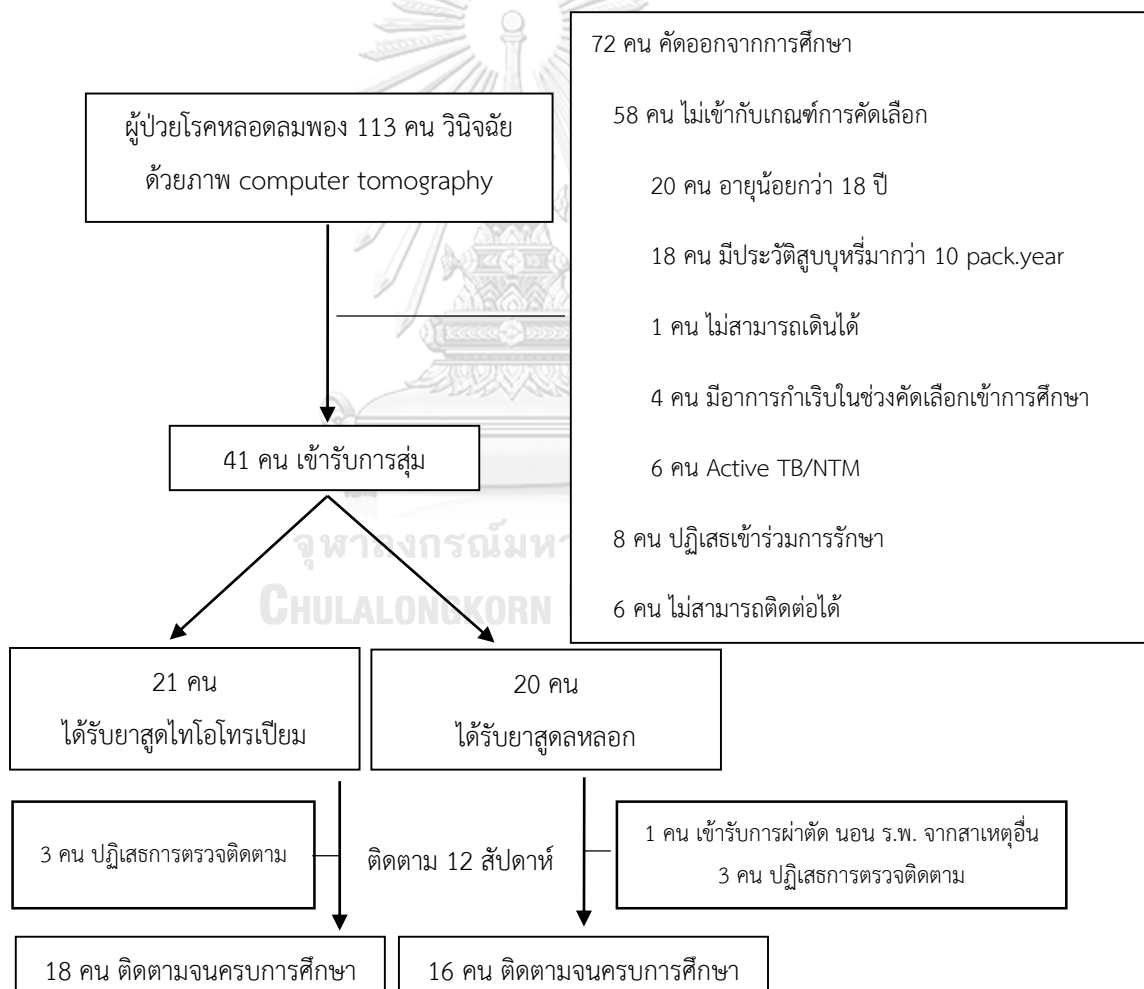 ผู้ป่วยโรคหลอดลมพอง 113 คน วินิจฉัย
ด้วยภาพ computer tomography
72 คน คัดออกจากการศึกษา
58 คน ไม่เข้ากับเกณฑ์การคัดเลือก
20 คน อายุน้อยกว่า 18 ปี
18 คน มีประวัติสูบบุหรี่มากว่า 10 pack.year
1 คน ไม่สามารถเดินได้
4 คน มีอาการกำเริบในช่วงคัดเลือกเข้าการศึกษา
6 คน Active TB/NTM
8 คน ปฏิเสธเข้าร่วมการรักษา
6 คน ไม่สามารถติดต่อได้
41 คน เข้ารับการสุ่ม
จุฬาลงกรณ์มหา
CHULALONGKORN
21 คน
ได้รับยาสูดไทโอโทรเปียม
20 คน
ได้รับยาสูดลหลอก
3 คน ปฏิเสธการตรวจติดตาม
ติดตาม 12 สัปดาห์
1 คน เข้ารับการผ่าตัด นอน ร.พ. จากสาเหตุอื่น
3 คน ปฏิเสธการตรวจติดตาม
18 คน ติดตามจนครบการศึกษา
16 คน ติดตามจนครบการศึกษา